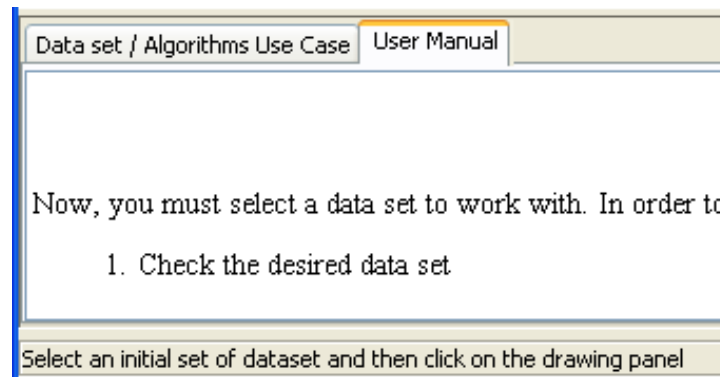 Data set / Algorithms Use Case User Manual
Now, you must select a data set to work with. In order to
1. Check the desired data set
Select an initial set of dataset and then click on the drawing panel